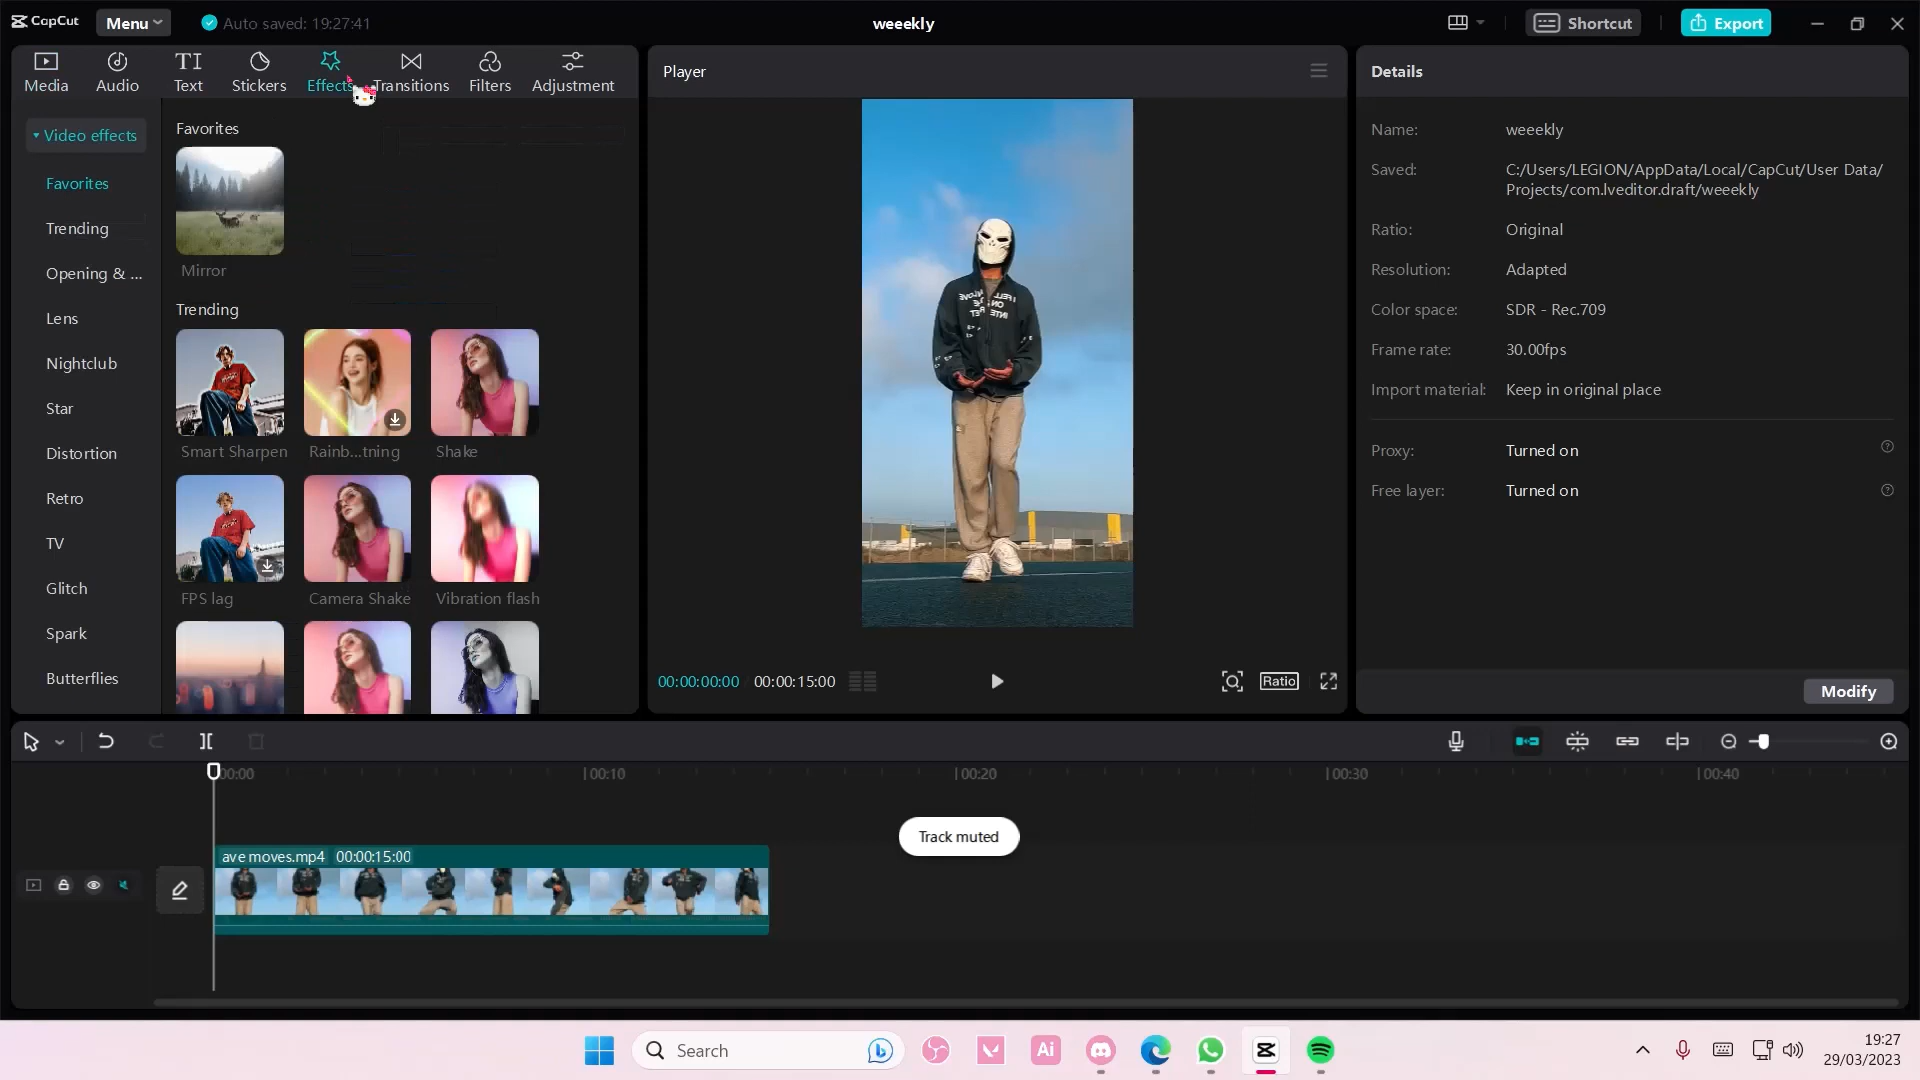 CapCut
Menu
Auto saved: 19:27:41
weeekly
Shortcut
Export
Media
Audio
Text
Stickers
Effects
Transitions
Filters
Adjustment
Video effects
Favorites
Trending
Opening & ...
Lens
Nightclub
Star
Distortion
Retro
TV
Glitch
Spark
Butterflies
Favorites
Mirror
Trending
Smart Sharpen
Rainb...tning
Shake
FPS lag
Camera Shake
Vibration flash
Player
00:00:00:00
00:00:15:00
Ratio
Details
Name: weeekly
Saved: C:/Users/LEGION/AppData/Local/CapCut/User Data/
Projects/com.lveditor.draft/weeekly
Ratio: Original
Resolution: Adapted
Color space: SDR - Rec.709
Frame rate: 30.00fps
Import material: Keep in original place
Proxy: Turned on
Free layer: Turned on
Modify
00:00
00:10
00:20
00:30
00:40
Track muted
ave moves.mp4 00:00:15:00
Search
Ai
19:27
29/03/2023